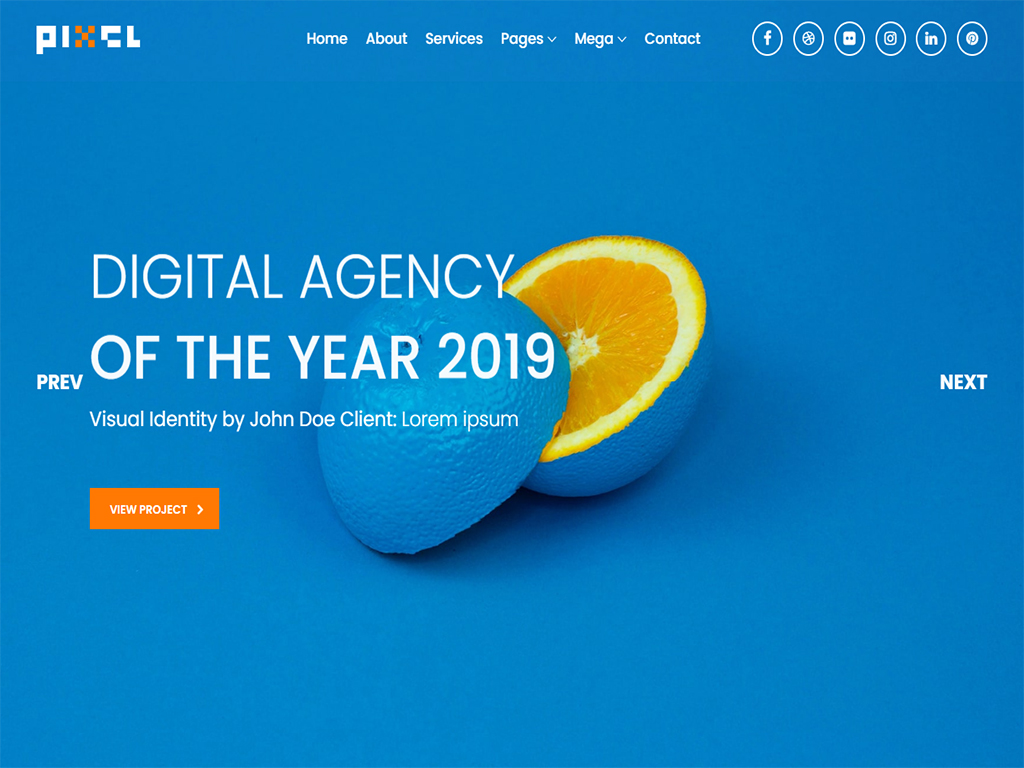 PIXEL
Home About Services Pages Mega Contact
DIGITAL AGENCY
OF THE YEAR 2019
PREV
NEXT
Visual Identity by John Doe Client: Lorem ipsum
VIEW PROJECT